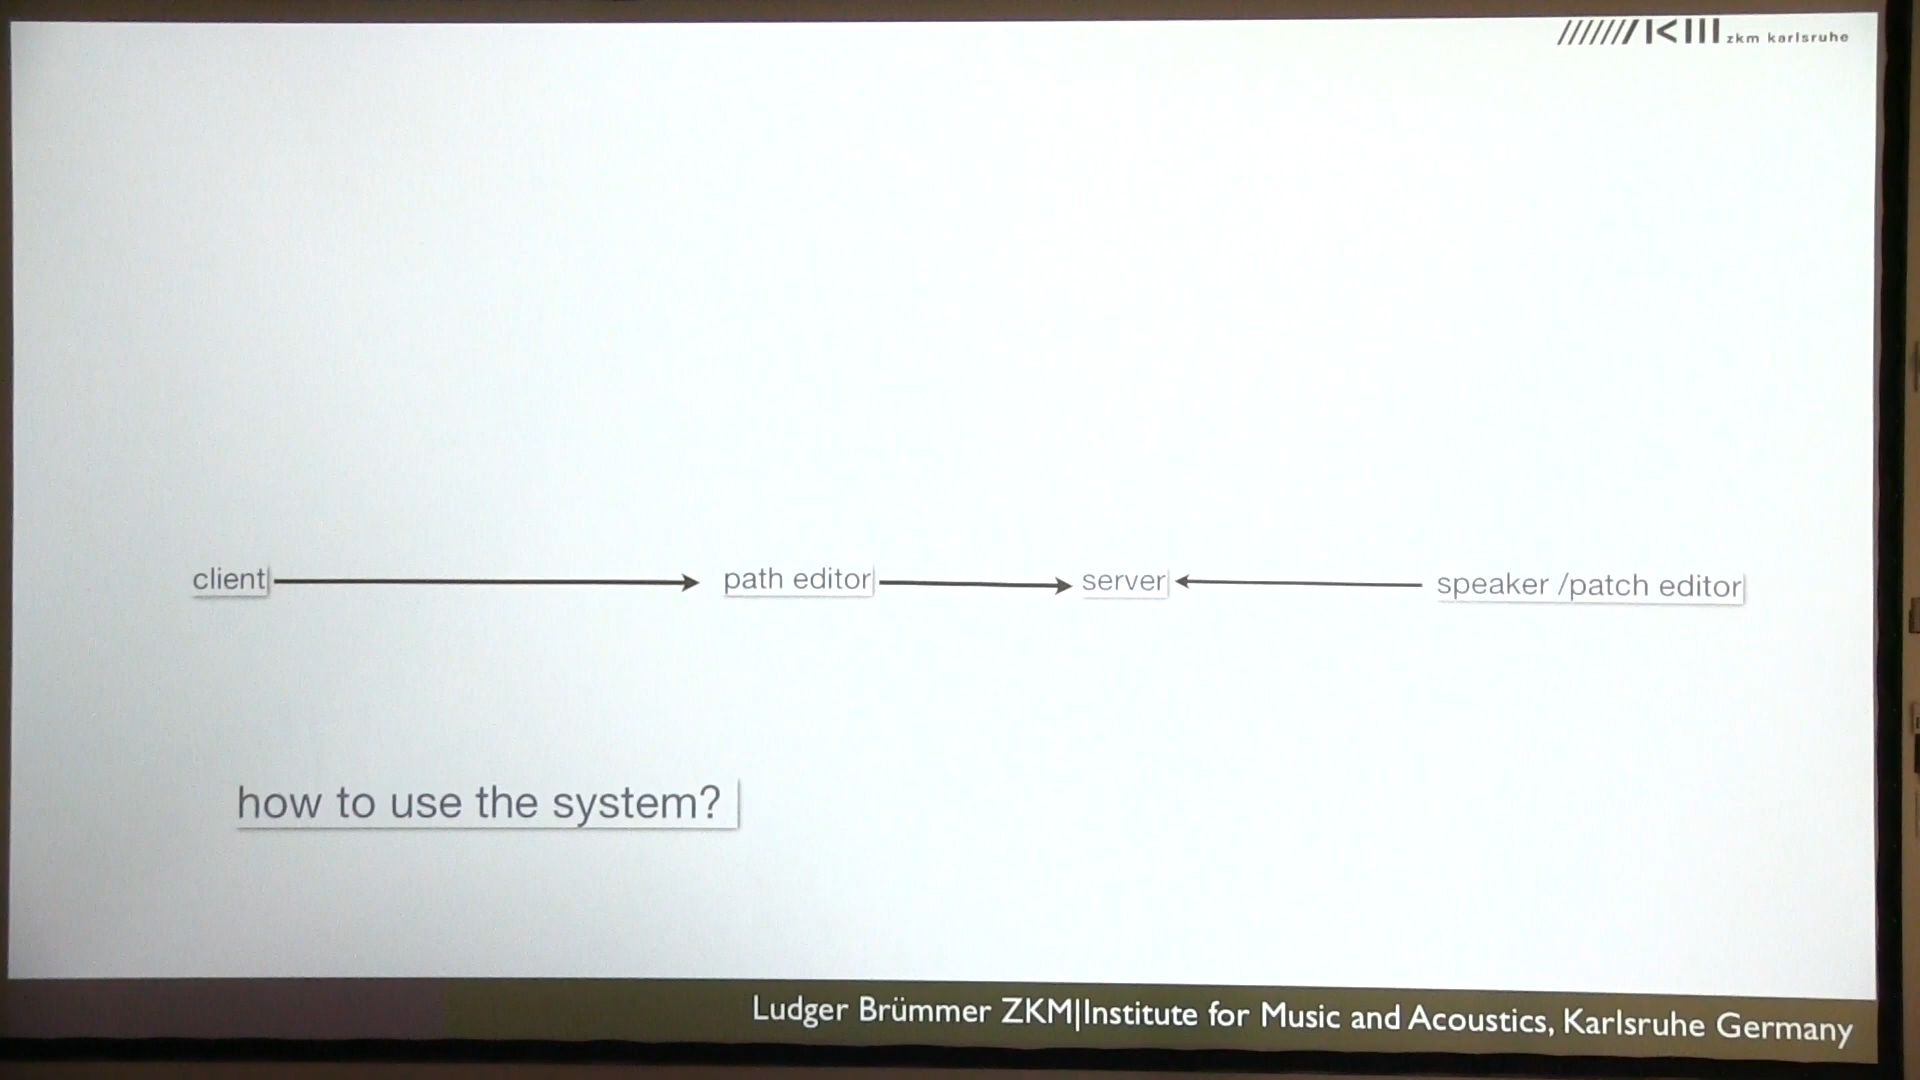 zkm karlsruhe
client
path editor
server
speaker /patch editor
how to use the system?
Ludger Brümmer ZKM|Institute for Music and Acoustics, Karlsruhe Germany